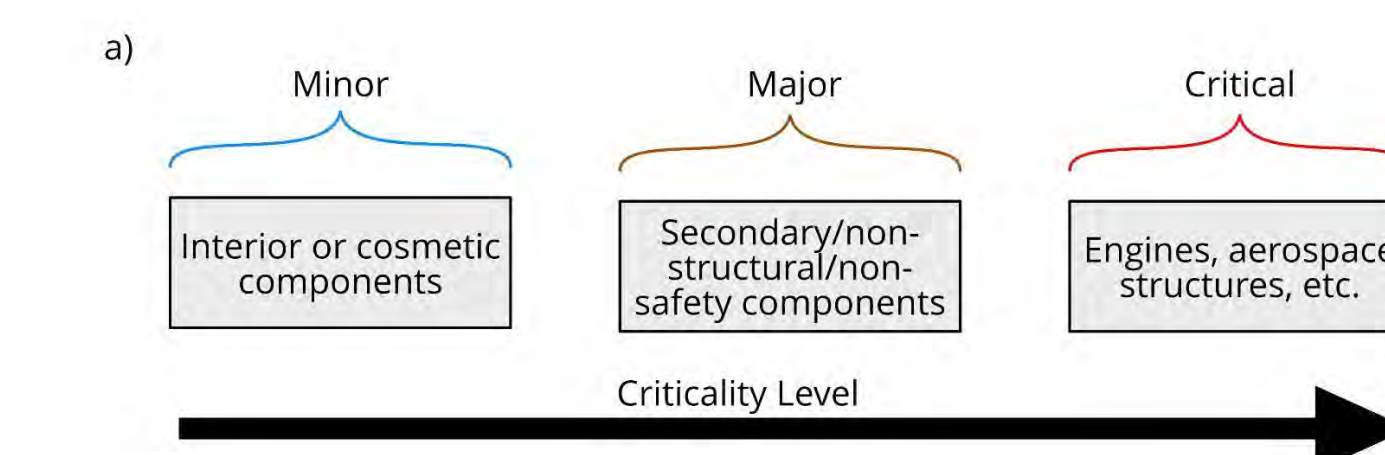 a)
Minor
Major
Critical
Interior or cosmetic
components
Secondary/non-
structural/non-
safety components
Engines, aerospace
structures, etc.
Criticality Level